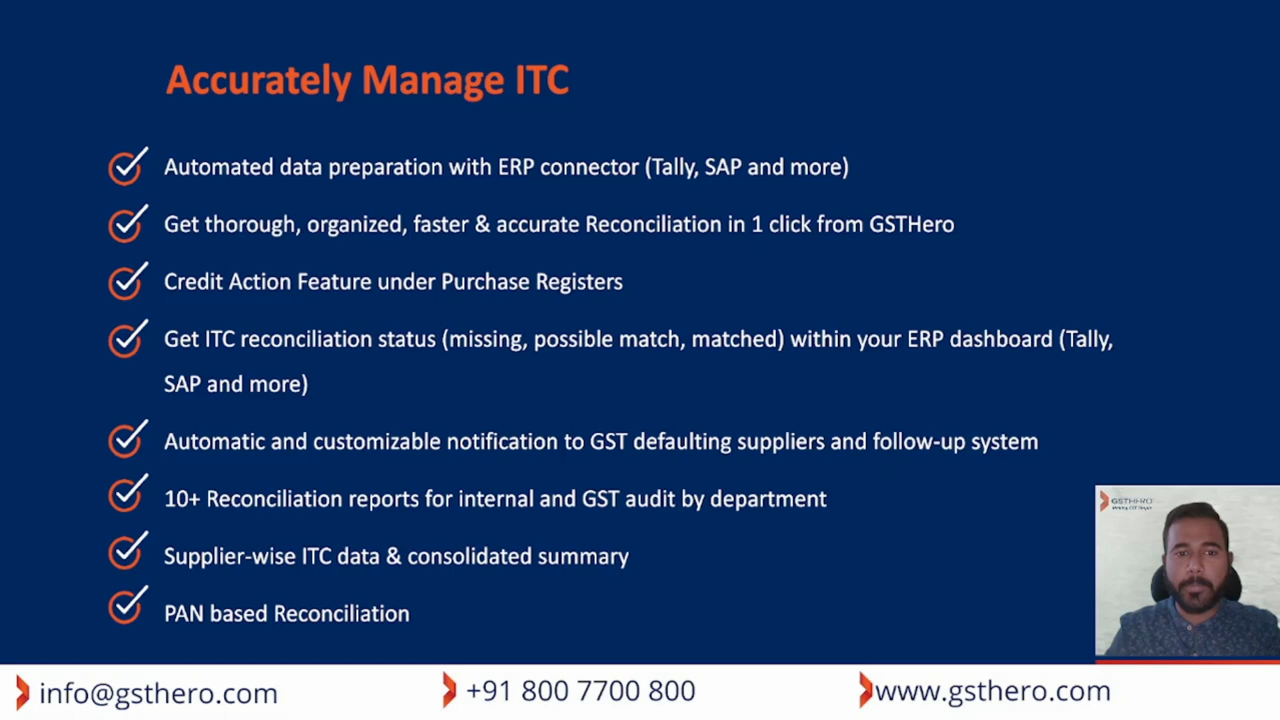 Accurately Manage ITC
Automated data preparation with ERP connector (Tally, SAP and more)
Get thorough, organized, faster & accurate Reconciliation in 1 click from GSTHero
Credit Action Feature under Purchase Registers
Get ITC reconciliation status (missing, possible match, matched) within your ERP dashboard (Tally,
SAP and more)
Automatic and customizable notification to GST defaulting suppliers and follow-up system
10+ Reconciliation reports for internal and GST audit by department
Supplier-wise ITC data & consolidated summary
PAN based Reconciliation
GSTHERO
info@gsthero.com
+91 800 7700 800
www.gsthero.com